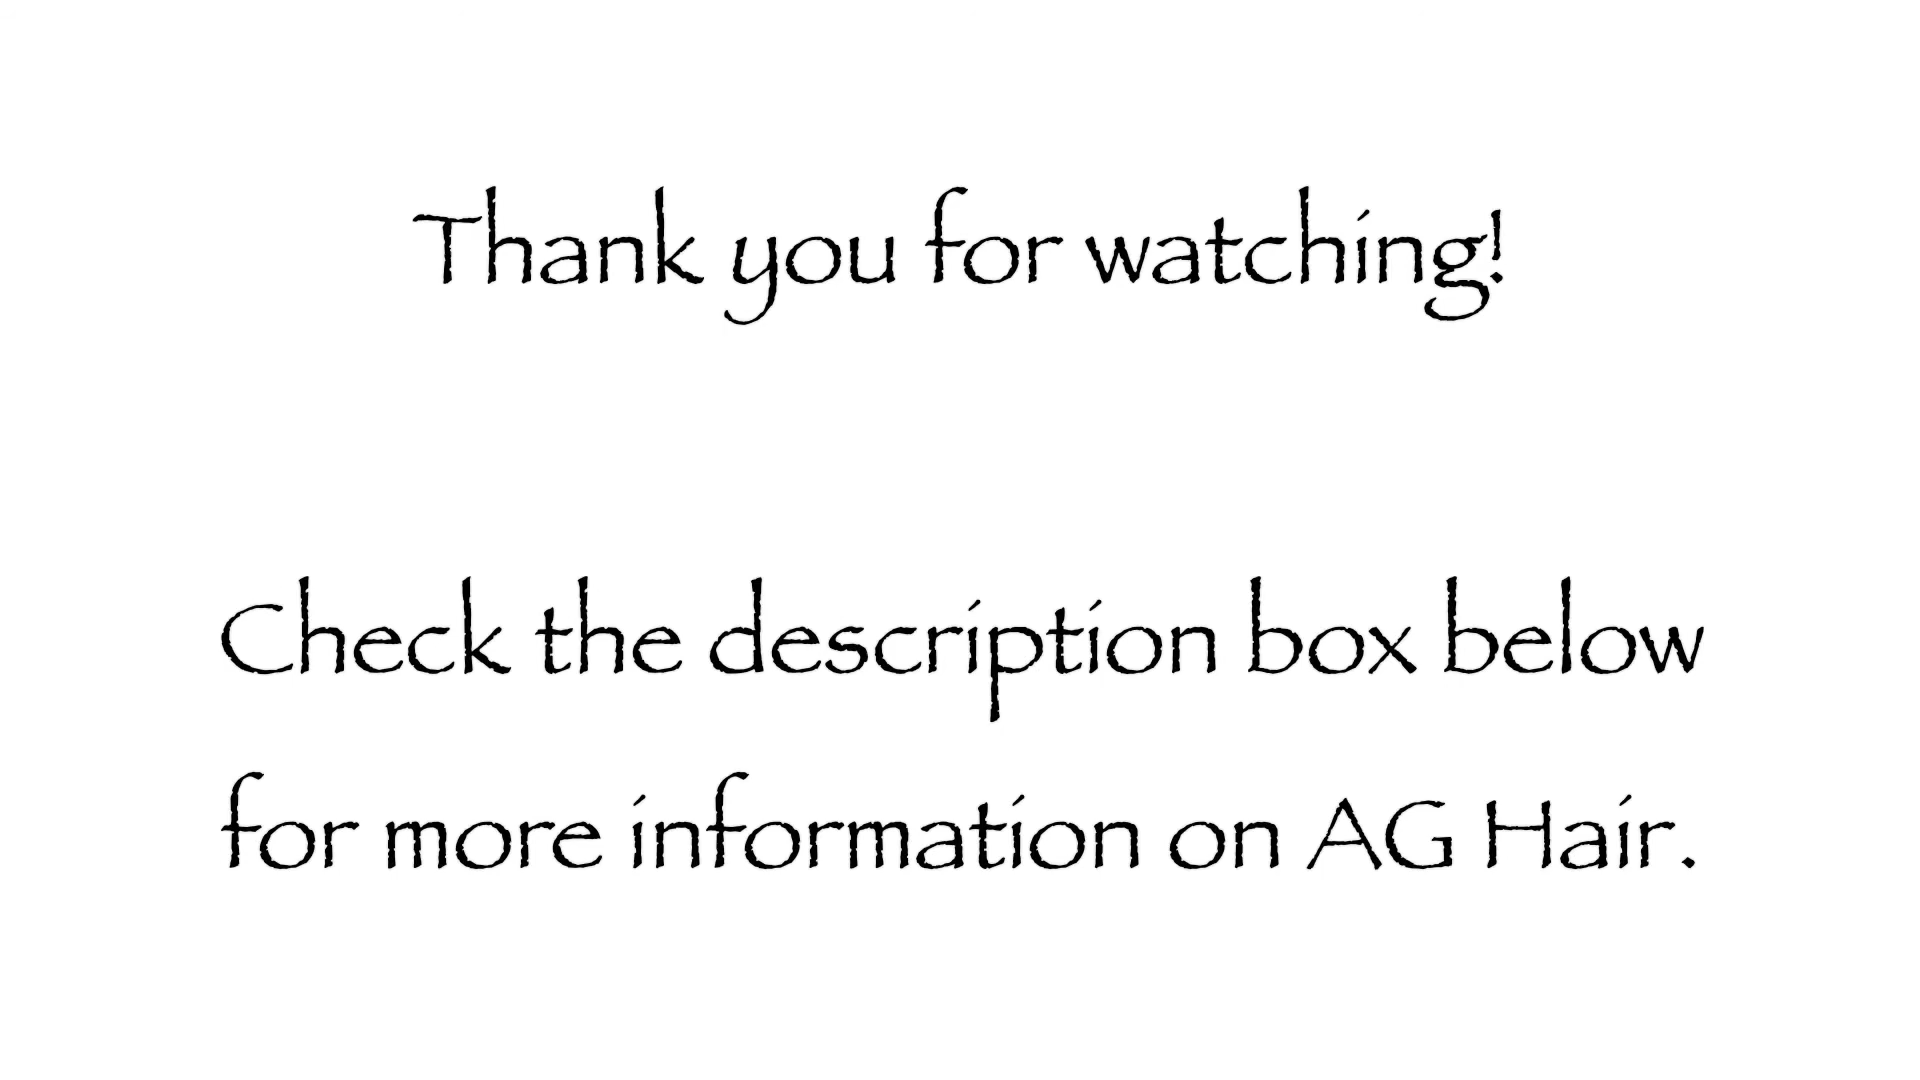 Thank you for watching!
Check the description box below
for more information on AG Hair.